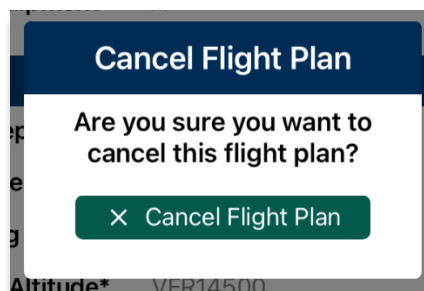 Cancel Flight Plan
Are you sure you want to
cancel this flight plan?
× Cancel Flight Plan
Altitude* VFR14500